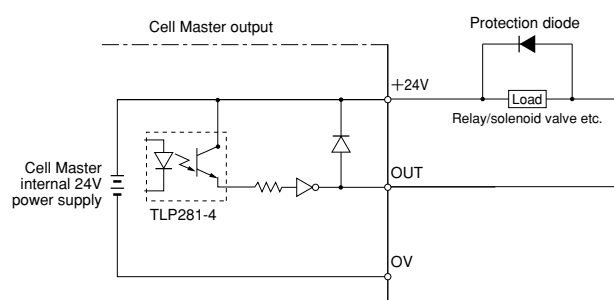 Cell Master output
Protection diode
+24V
Load
Relay/solenoid valve etc.
Cell Master
internal 24V
power supply
OUT
TLP281-4
OV